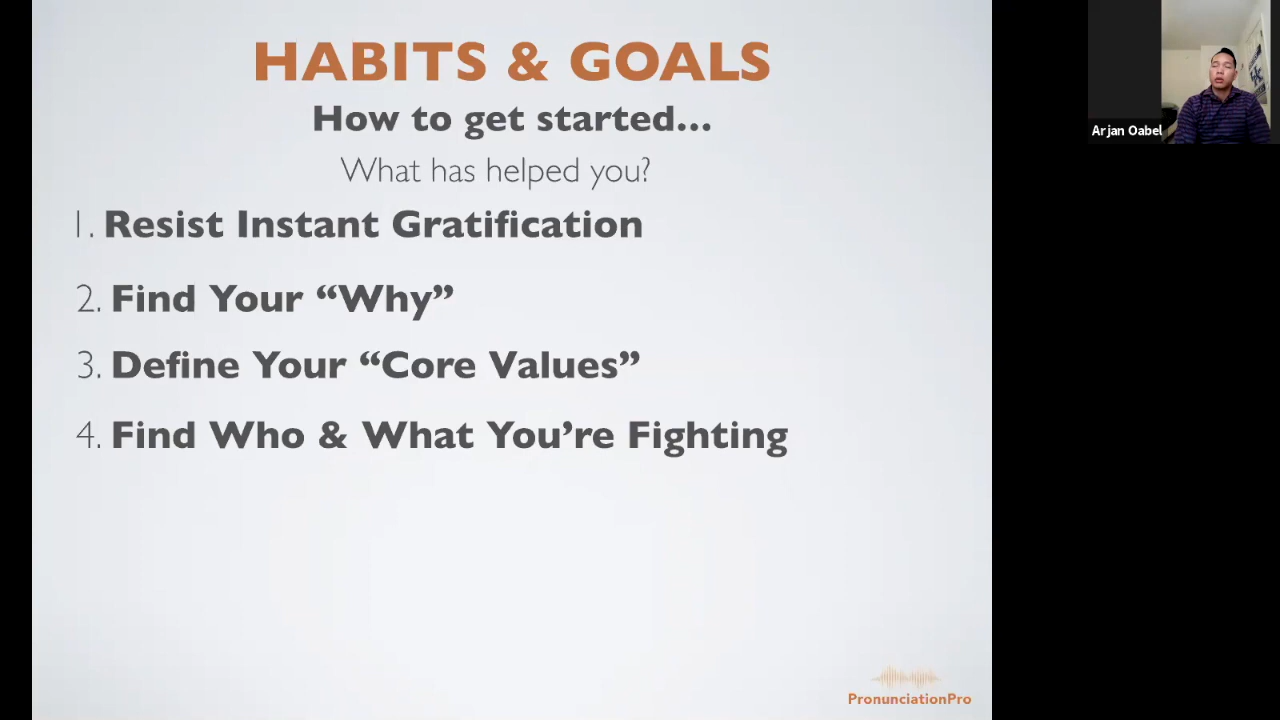 HABITS & GOALS
How to get started...
What has helped you?
1. Resist Instant Gratification
2. Find Your “Why”
3. Define Your “Core Values”
4. Find Who & What You’re Fighting
PronunciationPro
Arjan Oabel